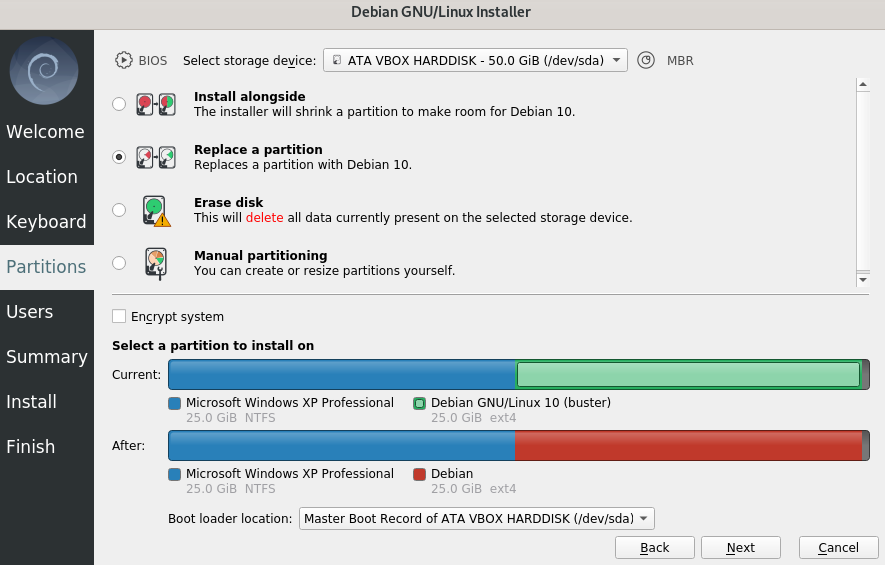 Debian GNU/Linux Installer
BIOS Select storage device: ATA VBOX HARDDISK - 50.0 GiB (/dev/sda) MBR
Welcome
Location
Keyboard
Partitions
Users
Summary
Install
Finish
Install alongside
The installer will shrink a partition to make room for Debian 10.
Replace a partition
Replaces a partition with Debian 10.
Erase disk
This will delete all data currently present on the selected storage device.
Manual partitioning
You can create or resize partitions yourself.
Encrypt system
Select a partition to install on
Current:
Microsoft Windows XP Professional Debian GNU/Linux 10 (buster)
25.0 GiB NTFS 25.0 GiB ext4
After:
Microsoft Windows XP Professional Debian
25.0 GiB NTFS 25.0 GiB ext4
Boot loader location: Master Boot Record of ATA VBOX HARDDISK (/dev/sda)
Back Next Cancel